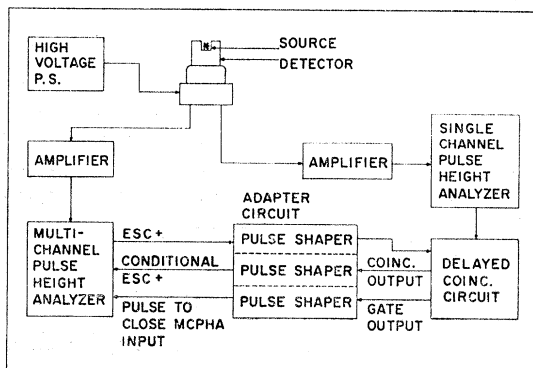 HIGH
VOLTAGE
P.S.
SOURCE
DETECTOR
AMPLIFIER
AMPLIFIER
SINGLE
CHANNEL
PULSE
HEIGHT
ANALYZER
ADAPTER
CIRCUIT
MULTI-
CHANNEL
PULSE
HEIGHT
ANALYZER
ESC +
CONDITIONAL
ESC +
PULSE TO
CLOSE MCPHA
INPUT
PULSE SHAPER
PULSE SHAPER
PULSE SHAPER
COINC.
OUTPUT
GATE
OUTPUT
DELAYED
COINC.
CIRCUIT